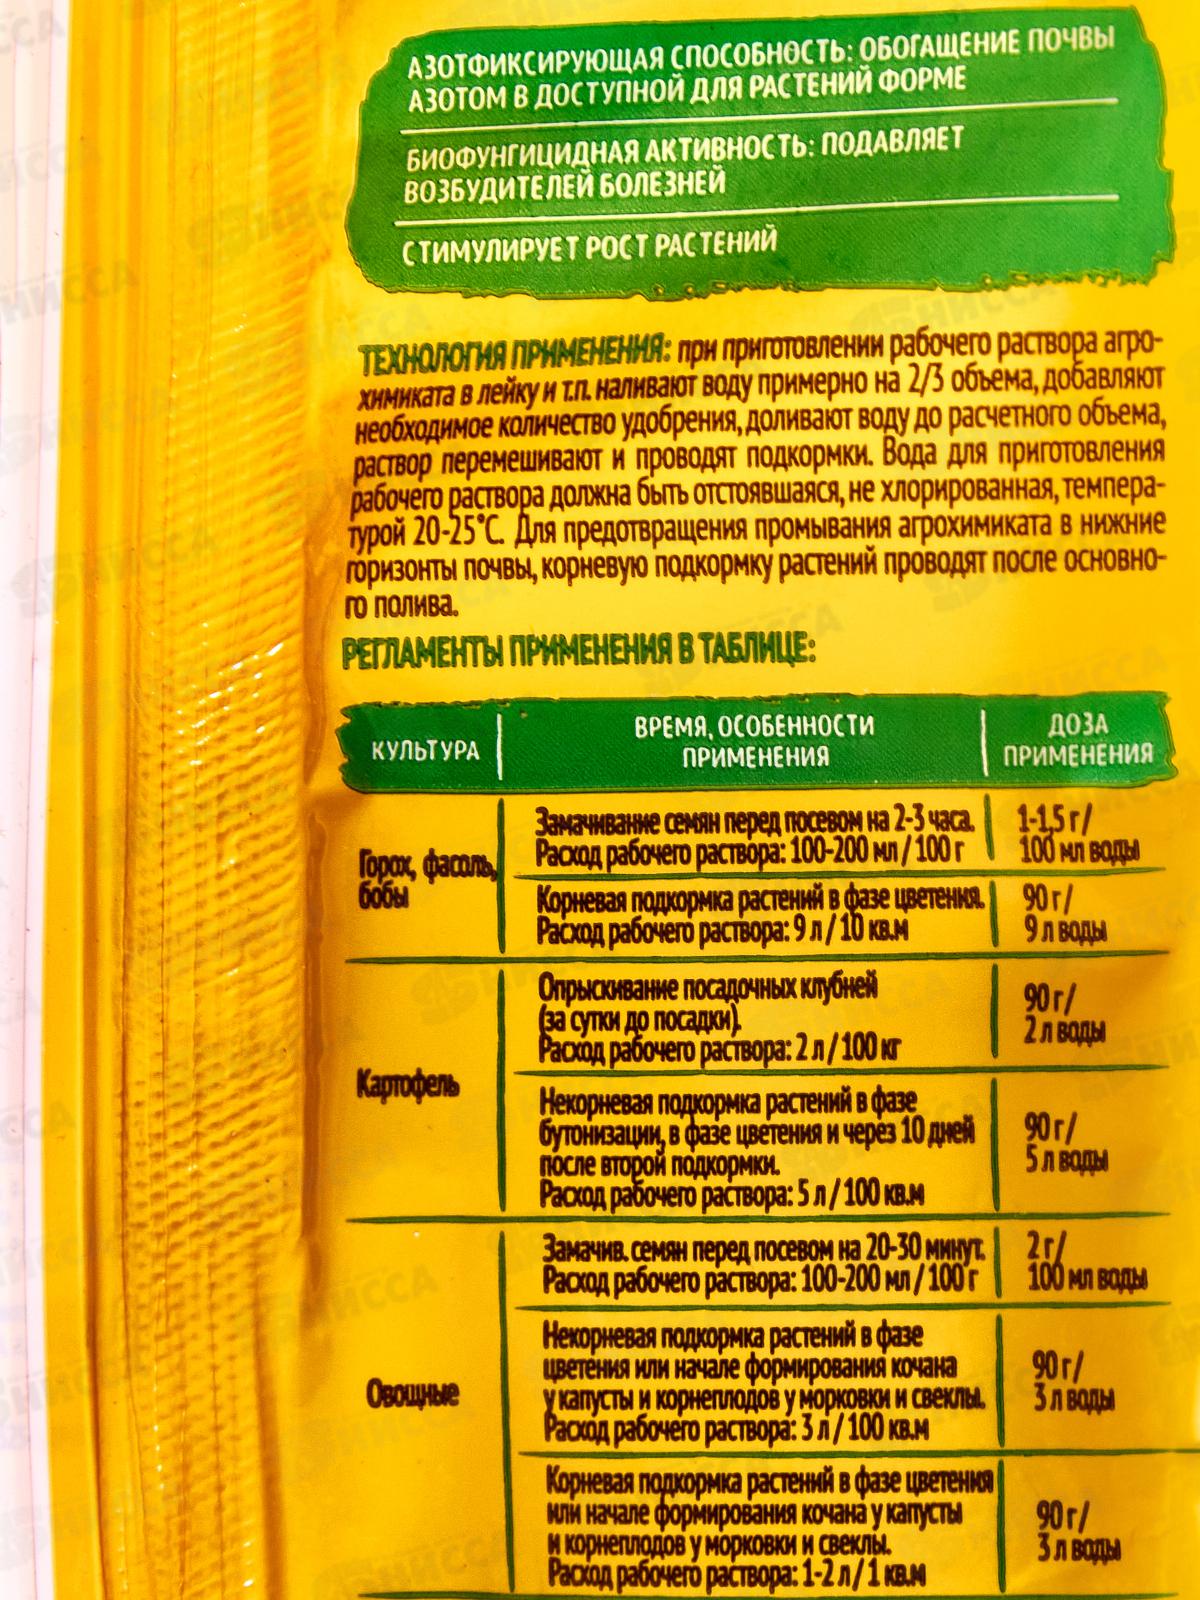 АЗОТФИКСИРУЮЩАЯ СПОСОБНОСТЬ: ОБОГАЩЕНИЕ ПОЧВЫ
АЗОТОМ В ДОСТУПНОЙ ДЛЯ РАСТЕНИЙ ФОРМЕ
БИОФУНГИЦИДНАЯ АКТИВНОСТЬ: ПОДАВЛЯЕТ
ВОЗБУДИТЕЛЕЙ БОЛЕЗНЕЙ
СТИМУЛИРУЕТ РОСТ РАСТЕНИЙ
ТЕХНОЛОГИЯ ПРИМЕНЕНИЯ: при приготовлении рабочего раствора агро-
химиката в лейку и т.п. наливают воду примерно на 2/3 объема, добавляют
необходимое количество удобрения, доливают воду до расчетного объема,
раствор перемешивают и проводят подкормки. Вода для приготовления
рабочего раствора должна быть отстоявшаяся, не хлорированная, темпера-
турой 20-25°С. Для предотвращения промывания агрохимиката в нижние
горизонты почвы, корневую подкормку растений проводят после основно-
го полива.
РЕГЛАМЕНТЫ ПРИМЕНЕНИЯ В ТАБЛИЦЕ:
КУЛЬТУРА
ВРЕМЯ, ОСОБЕННОСТИ
ПРИМЕНЕНИЯ
ДОЗА
ПРИМЕНЕНИЯ
Горох, фасоль,
бобы
Замачивание семян перед посевом на 2-3 часа.
Расход рабочего раствора: 100-200 мл / 100 г
1-1,5 г/
100 мл воды
Корневая подкормка растений в фазе цветения.
Расход рабочего раствора: 9 л / 10 кв.м
90 г/
9 л воды
Картофель
Опрыскивание посадочных клубней
(за сутки до посадки).
Расход рабочего раствора: 2 л / 100 кг
90 г/
2 л воды
Некорневая подкормка растений в фазе
бутонизации, в фазе цветения и через 10 дней
после второй подкормки.
Расход рабочего раствора: 5 л / 100 кв.м
90 г/
5 л воды
Овощные
Замачив. семян перед посевом на 20-30 минут.
Расход рабочего раствора: 100-200 мл / 100 г
2 г/
100 мл воды
Некорневая подкормка растений в фазе
цветения или начале формирования кочана
у капусты и корнеплодов у морковки и свеклы.
Расход рабочего раствора: 3 л / 100 кв.м
90 г/
3 л воды
Корневая подкормка растений в фазе цветения
или начале формирования кочана у капусты
и корнеплодов у морковки и свеклы.
Расход рабочего раствора: 1-2 л / 1 кв.м
90 г/
3 л воды